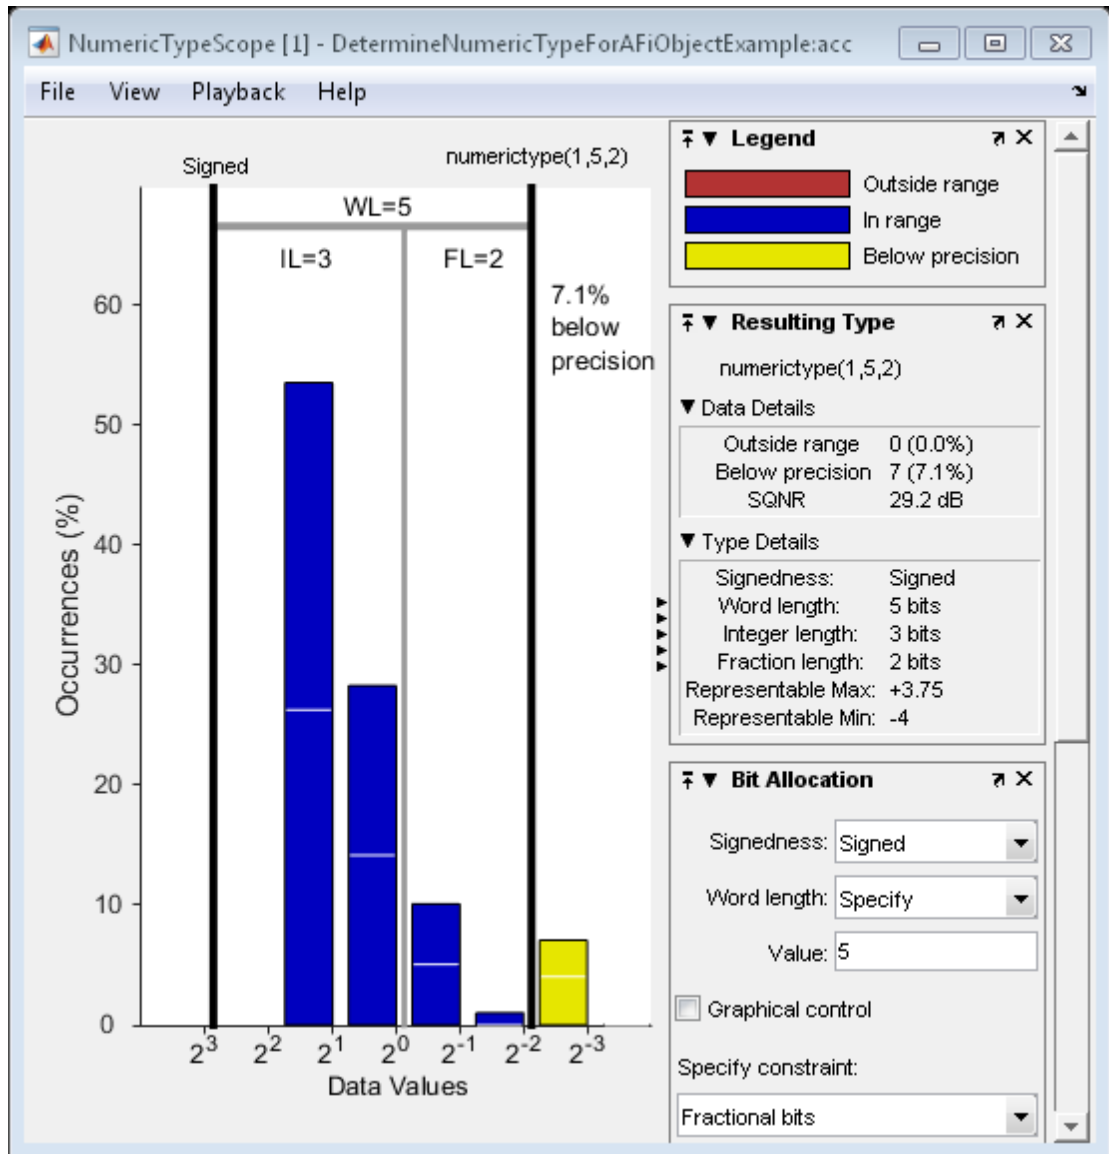 NumericTypeScope [1] - DetermineNumericTypeForAFiObjectExample:acc
File View Playback Help
Signed
numerictype(1,5,2)
WL=5
IL=3
FL=2
7.1%
below
precision
60
50
40
30
20
10
0
Occurrences (%)
2^3 2^2 2^1 2^0 2^-1 2^-2 2^-3
Data Values
Legend
Outside range
In range
Below precision
Resulting Type
numerictype(1,5,2)
Data Details
Outside range 0 (0.0%)
Below precision 7 (7.1%)
SQNR 29.2 dB
Type Details
Signedness: Signed
Word length: 5 bits
Integer length: 3 bits
Fraction length: 2 bits
Representable Max: +3.75
Representable Min: -4
Bit Allocation
Signedness: Signed
Word length: Specify
Value: 5
Graphical control
Specify constraint:
Fractional bits